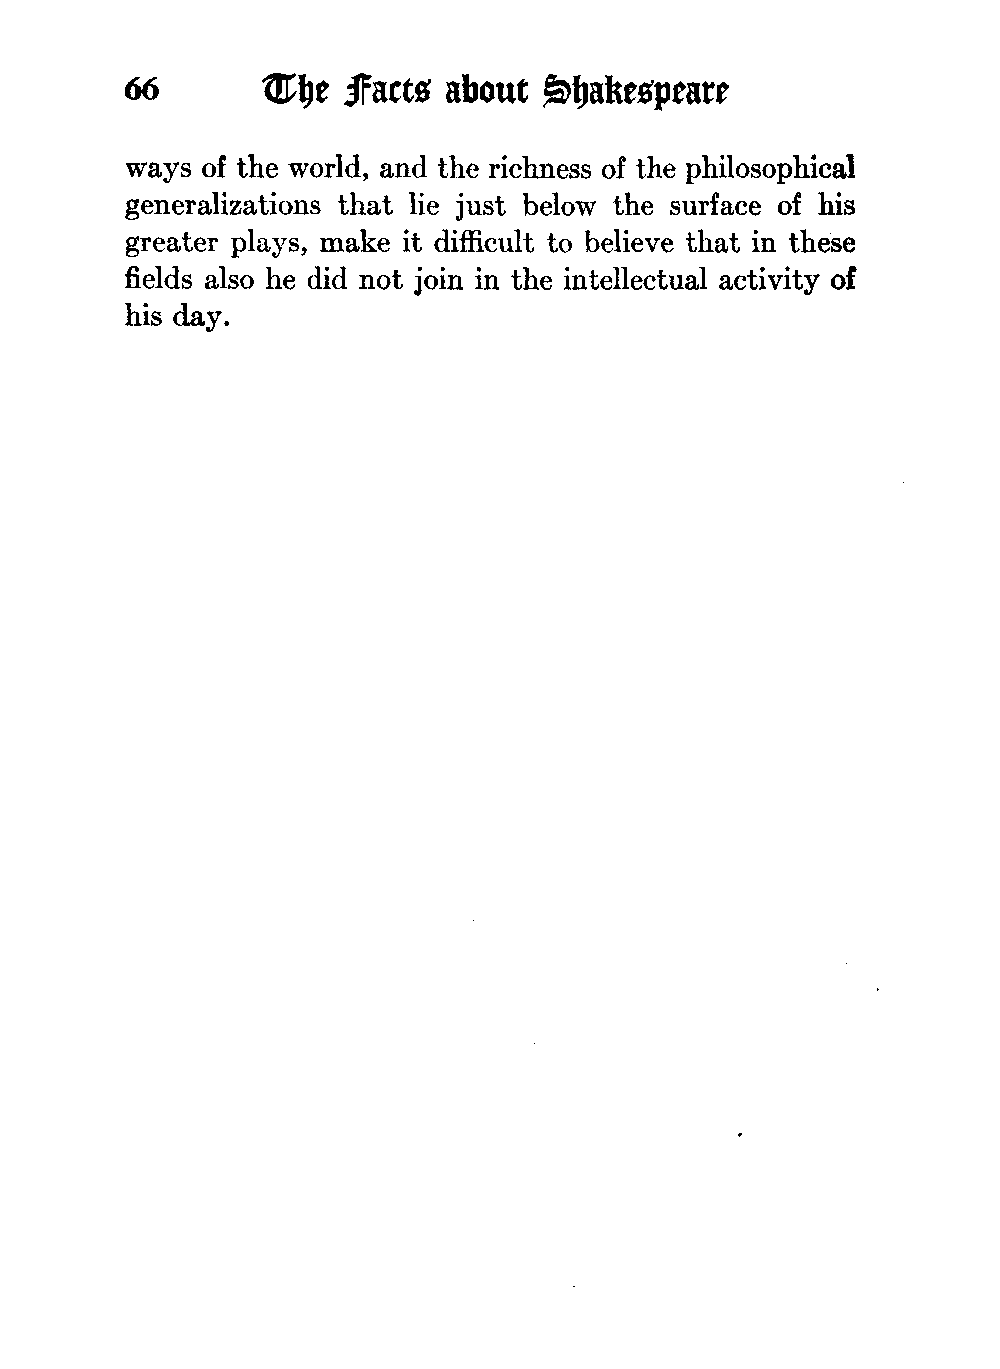 66 The Facts about Shakespeare
ways of the world, and the richness of the philosophical
generalizations that lie just below the surface of his
greater plays, make it difficult to believe that in these
fields also he did not join in the intellectual activity of
his day.